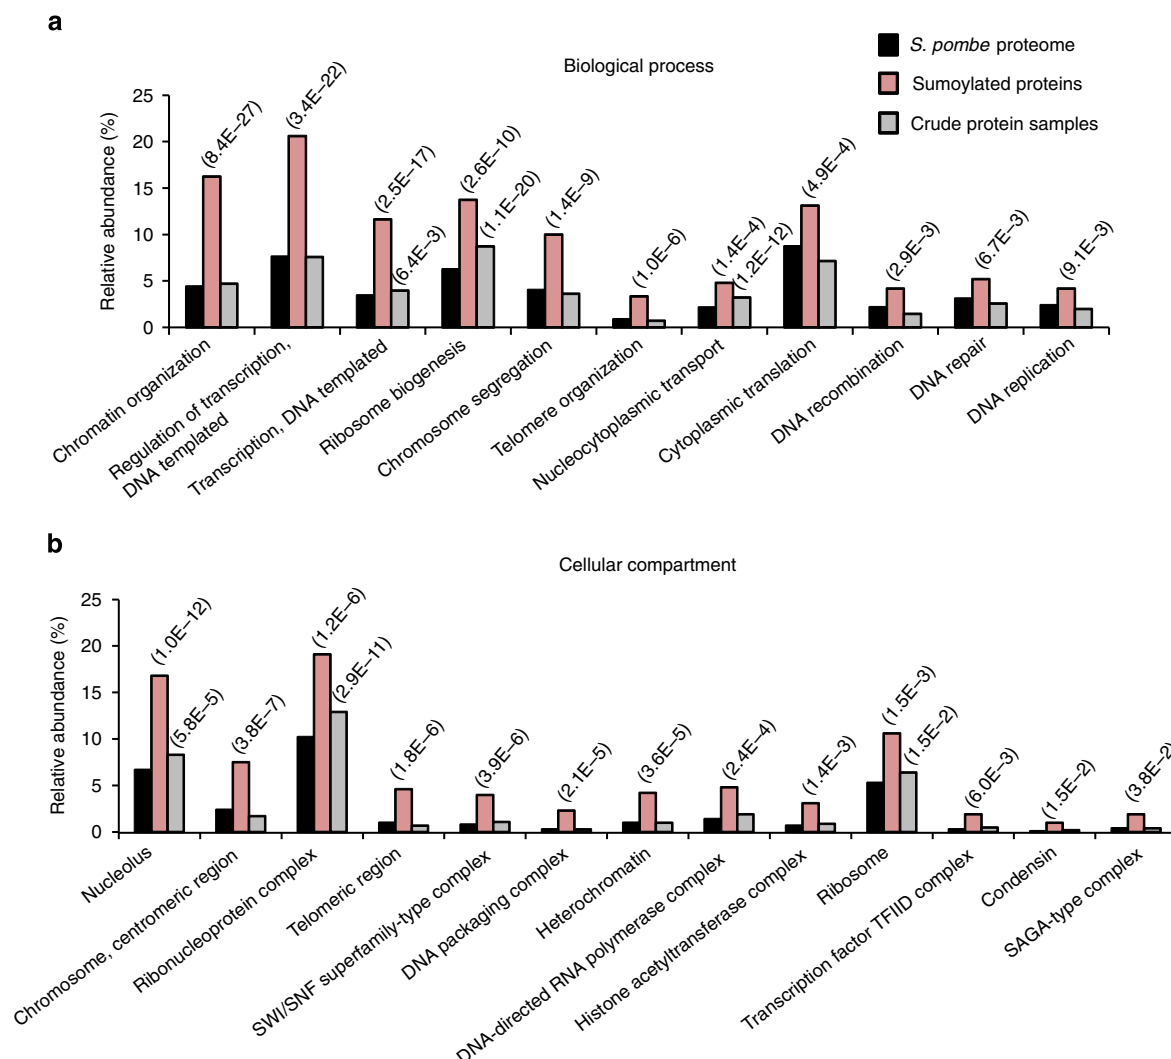 a
Biological process
S. pombe proteome
Sumoylated proteins
Crude protein samples
Relative abundance (%)
25
20
15
10
5
0
(8.4E–27)
(3.4E–22)
(2.5E–17)
(6.4E–3)
(2.6E–10)
(1.1E–20)
(1.4E–9)
(1.0E–6)
(1.4E–4)
(1.2E–12)
(4.9E–4)
(2.9E–3)
(6.7E–3)
(9.1E–3)
Chromatin organization
Regulation of transcription,
DNA templated
Transcription, DNA templated
Ribosome biogenesis
Chromosome segregation
Telomere organization
Nucleocytoplasmic transport
Cytoplasmic translation
DNA recombination
DNA repair
DNA replication
b
Cellular compartment
Relative abundance (%)
25
20
15
10
5
0
(1.0E–12)
(5.8E–5)
(3.8E–7)
(1.2E–6)
(2.9E–11)
(1.8E–6)
(3.9E–6)
(2.1E–5)
(3.6E–5)
(2.4E–4)
(1.4E–3)
(1.5E–3)
(1.5E–2)
(6.0E–3)
(1.5E–2)
(3.8E–2)
Nucleolus
Chromosome, centromeric region
Ribonucleoprotein complex
Telomeric region
SWI/SNF superfamily-type complex
DNA packaging complex
Heterochromatin
DNA-directed RNA polymerase complex
Histone acetyltransferase complex
Ribosome
Transcription factor TFIID complex
Condensin
SAGA-type complex